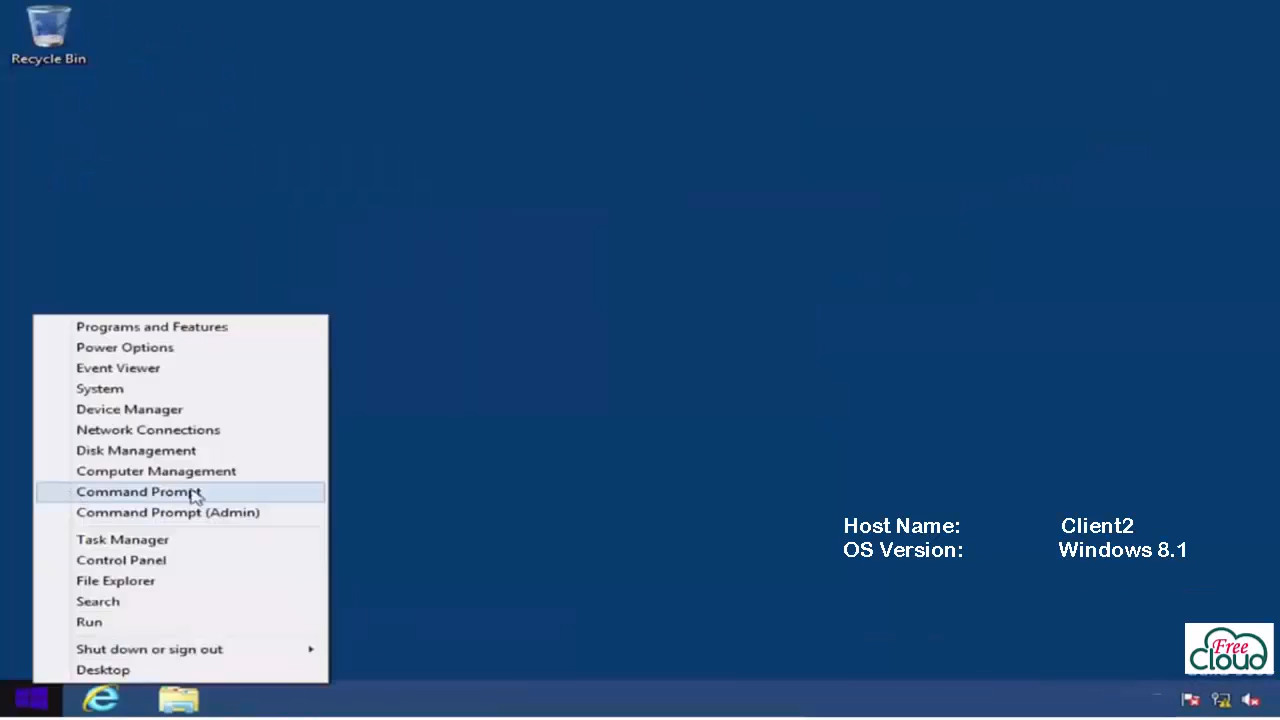 Recycle Bin
Programs and Features
Power Options
Event Viewer
System
Device Manager
Network Connections
Disk Management
Computer Management
Command Prompt
Command Prompt (Admin)
Task Manager
Control Panel
File Explorer
Search
Run
Shut down or sign out
Desktop
Host Name: Client2
OS Version: Windows 8.1
Free
Cloud